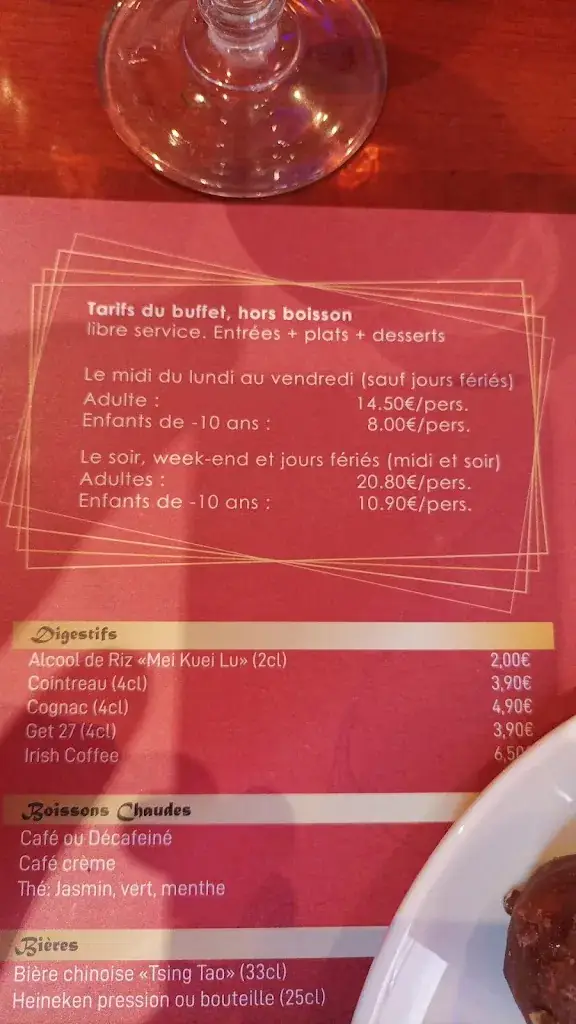 Tarifs du buffet, hors boisson
libre service. Entrées + plats + desserts
Le midi du lundi au vendredi (sauf jours fériés)
Adulte : 14.50€/pers.
Enfants de -10 ans : 8.00€/pers.
Le soir, week-end et jours fériés (midi et soir)
Adultes : 20.80€/pers.
Enfants de -10 ans : 10.90€/pers.
Digestifs
Alcool de Riz «Mei Kuei Lu» (2cl) 2,00€
Cointreau (4cl) 3,90€
Cognac (4cl) 4,90€
Get 27 (4cl) 3,90€
Irish Coffee 6,50
Boissons Chaudes
Café ou Décafeiné
Café crème
Thé: Jasmin, vert, menthe
Bières
Bière chinoise «Tsing Tao» (33cl)
Heineken pression ou bouteille (25cl)